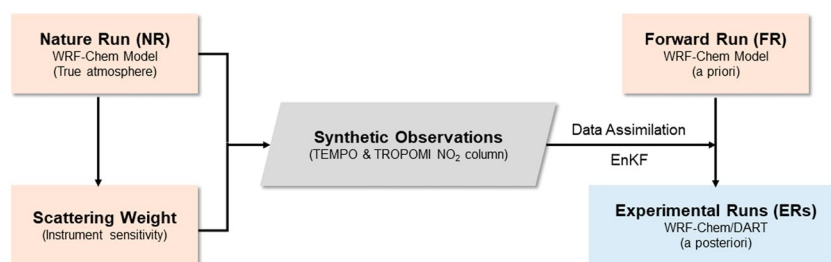 Nature Run (NR)
WRF-Chem Model
(True atmosphere)
Forward Run (FR)
WRF-Chem Model
(a priori)
Synthetic Observations
(TEMPO & TROPOMI NO₂ column)
Data Assimilation
EnKF
Scattering Weight
(Instrument sensitivity)
Experimental Runs (ERs)
WRF-Chem/DART
(a posteriori)